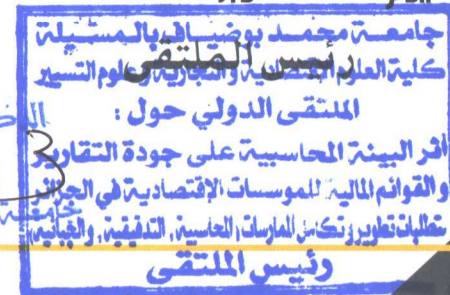 جامعة محمد بوضياف بالمسيلة
رئيس الملتقى
كلية العلوم الاقتصادية والتجارية وعلوم التسيير
الملتقى الدولي حول :
أثر البيئة المحاسبية على جودة التقارير
والقوائم المالية للمؤسسات الإقتصادية في الجزائر
متطلبات تطوير وتكامل الممارسات (المحاسبية , التدقيقية , والجبائية)
رئيس الملتقى